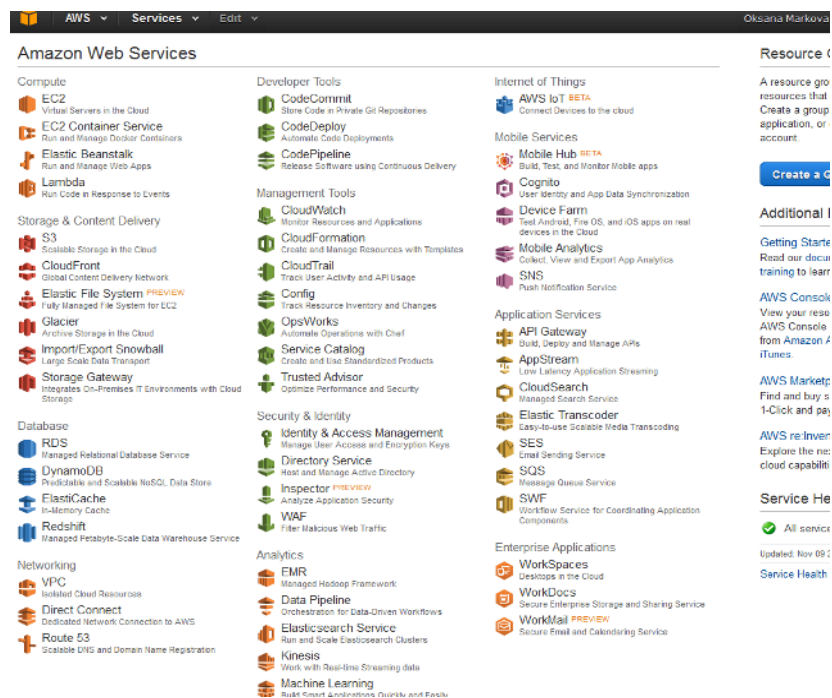 AWS Services Edit Oksana Markova
Amazon Web Services
Compute
EC2
Virtual Servers in the Cloud
EC2 Container Service
Run and Manage Docker Containers
Elastic Beanstalk
Run and Manage Web Apps
Lambda
Run Code in Response to Events
Storage & Content Delivery
S3
Scalable Storage in the Cloud
CloudFront
Global Content Delivery Network
Elastic File System PREVIEW
Fully Managed File System for EC2
Glacier
Archive Storage in the Cloud
Import/Export Snowball
Large Scale Data Transport
Storage Gateway
Integrates On-Premises IT Environments with Cloud
Storage
Database
RDS
Managed Relational Database Service
DynamoDB
Predictable and Scalable NoSQL Data Store
ElastiCache
In-Memory Cache
Redshift
Managed Petabyte-Scale Data Warehouse Service
Networking
VPC
Isolated Cloud Resources
Direct Connect
Dedicated Network Connection to AWS
Route 53
Scalable DNS and Domain Name Registration
Developer Tools
CodeCommit
Store Code in Private Git Repositories
CodeDeploy
Automate Code Deployments
CodePipeline
Release Software using Continuous Delivery
Management Tools
CloudWatch
Monitor Resources and Applications
CloudFormation
Create and Manage Resources with Templates
CloudTrail
Track User Activity and API Usage
Config
Track Resource Inventory and Changes
OpsWorks
Automate Operations with Chef
Service Catalog
Create and Use Standardized Products
Trusted Advisor
Optimize Performance and Security
Security & Identity
Identity & Access Management
Manage User Access and Encryption Keys
Directory Service
Host and Manage Active Directory
Inspector PREVIEW
Analyze Application Security
WAF
Filter Malicious Web Traffic
Analytics
EMR
Managed Hadoop Framework
Data Pipeline
Orchestration for Data-Driven Workflows
Elasticsearch Service
Run and Scale Elasticsearch Clusters
Kinesis
Work with Real-time Streaming data
Machine Learning
Build Smart Applications Quickly and Easily
Internet of Things
AWS IoT BETA
Connect Devices to the cloud
Mobile Services
Mobile Hub BETA
Build, Test, and Monitor Mobile apps
Cognito
User Identity and App Data Synchronization
Device Farm
Test Android, Fire OS, and iOS apps on real
devices in the Cloud
Mobile Analytics
Collect, View and Export App Analytics
SNS
Push Notification Service
Application Services
API Gateway
Build, Deploy and Manage APIs
AppStream
Low Latency Application Streaming
CloudSearch
Managed Search Service
Elastic Transcoder
Easy-to-use Scalable Media Transcoding
SES
Email Sending Service
SQS
Message Queue Service
SWF
Workflow Service for Coordinating Application
Components
Enterprise Applications
WorkSpaces
Desktops in the Cloud
WorkDocs
Secure Enterprise Storage and Sharing Service
WorkMail PREVIEW
Secure Email and Calendaring Service
Resource G
A resource gro
resources that
Create a group
application, or
account.
Create a G
Additional
Getting Starte
Read our docu
training to learn
AWS Console
View your reso
AWS Console
from Amazon A
iTunes.
AWS Marketp
Find and buy s
1-Click and pay
AWS re:Inven
Explore the nex
cloud capabiliti
Service He
All service
Updated: Nov 09 2
Service Health